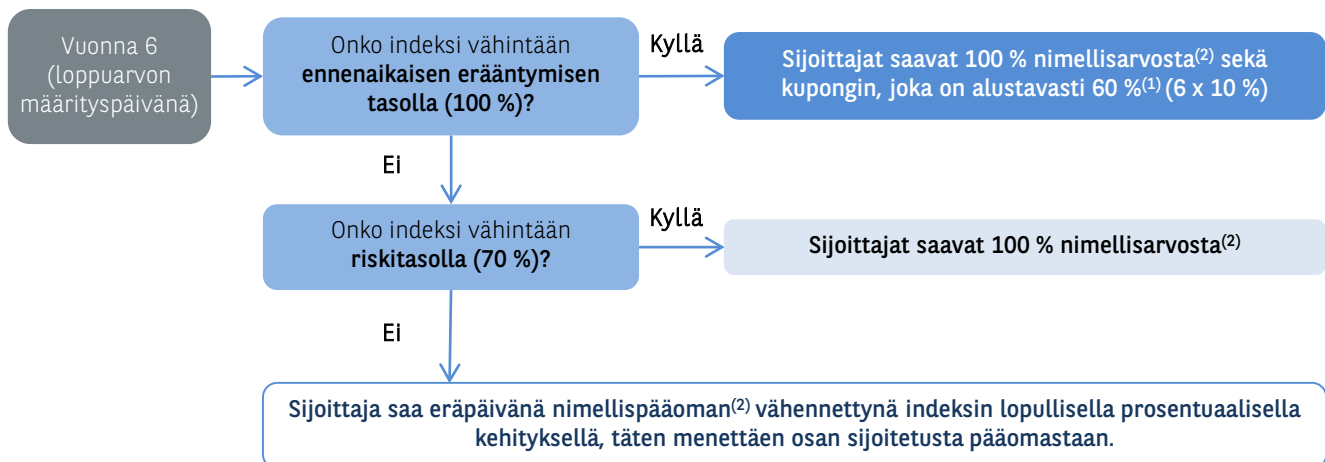 Vuonna 6
(loppuarvon
määrityspäivänä)
Onko indeksi vähintään
ennenaikaisen erääntymisen
tasolla (100 %)?
Kyllä
Sijoittajat saavat 100 % nimellisarvosta(2) sekä
kupongin, joka on alustavasti 60 %(1) (6 x 10 %)
Ei
Onko indeksi vähintään
riskitasolla (70 %)?
Kyllä
Sijoittajat saavat 100 % nimellisarvosta(2)
Ei
Sijoittaja saa eräpäivänä nimellispääoman(2) vähennettynä indeksin lopullisella prosentuaalisella
kehityksellä, täten menettäen osan sijoitetusta pääomastaan.